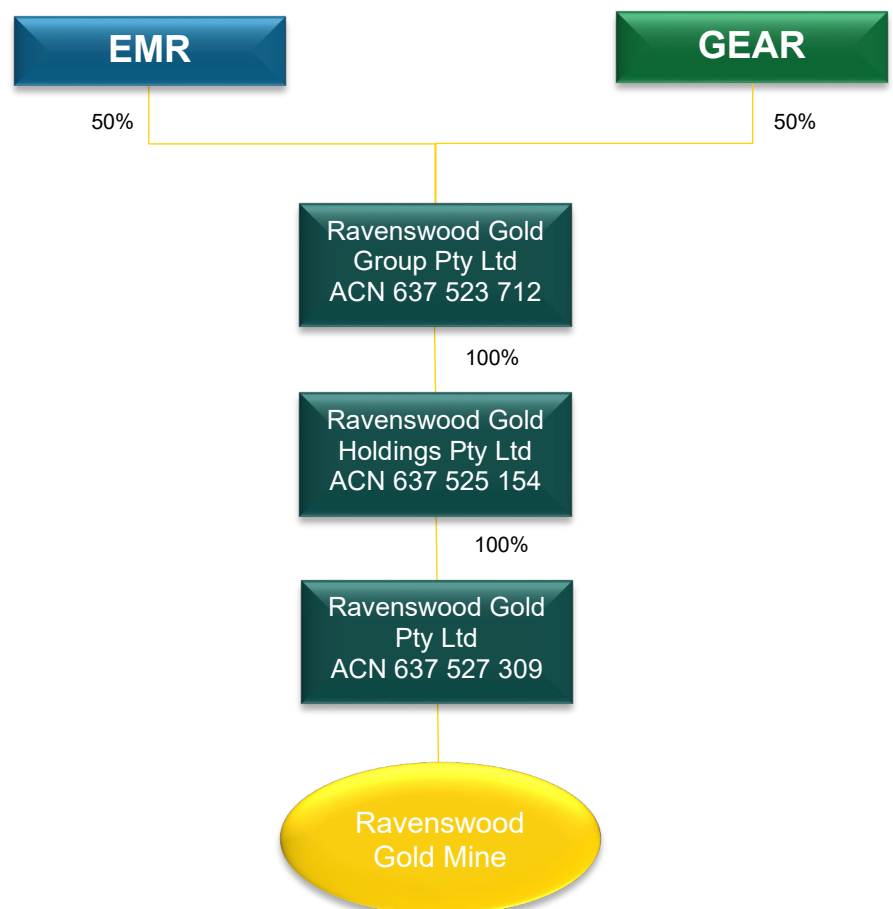 EMR
GEAR
50%
50%
Ravenswood Gold
Group Pty Ltd
ACN 637 523 712
100%
Ravenswood Gold
Holdings Pty Ltd
ACN 637 525 154
100%
Ravenswood Gold
Pty Ltd
ACN 637 527 309
Ravenswood
Gold Mine